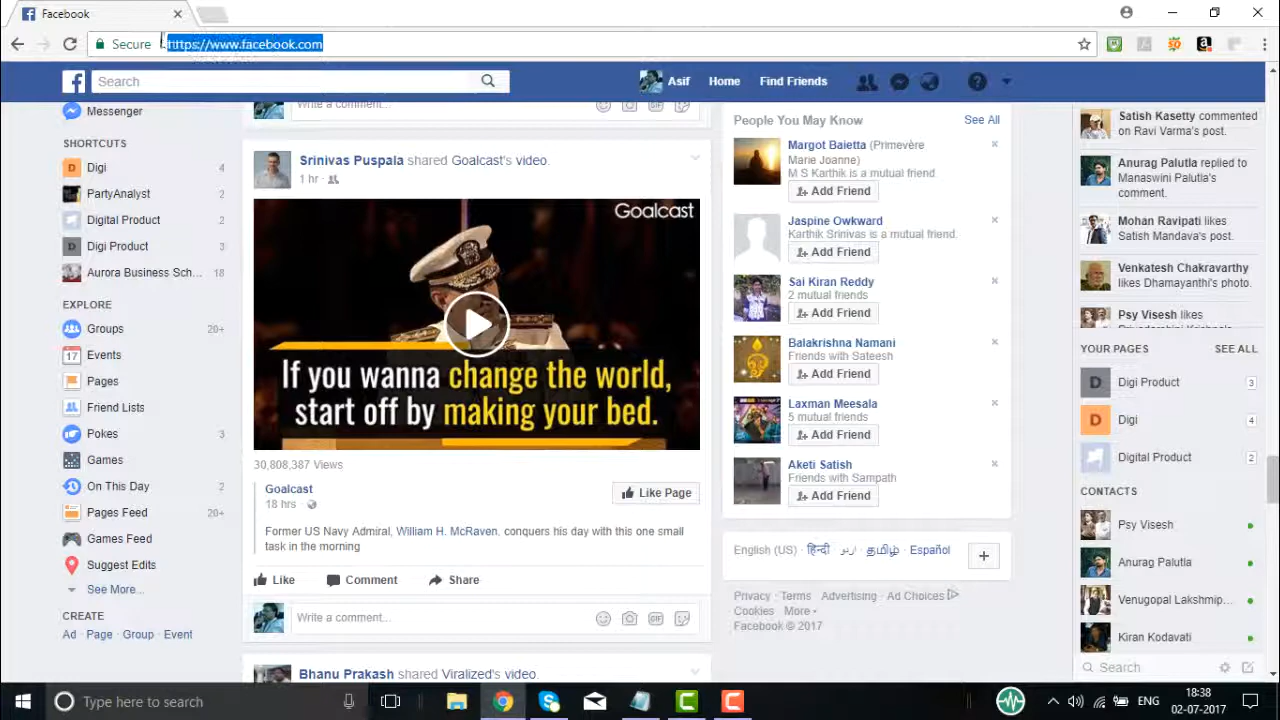 Facebook
Secure https://www.facebook.com
Search
Asif Home Find Friends
Messenger
SHORTCUTS
Digi 4
PartyAnalyst 2
Digital Product 2
Digi Product 3
Aurora Business Sch... 18
EXPLORE
Groups 20+
17 Events
Pages
Friend Lists
Pokes 3
Games
On This Day 2
Pages Feed 20+
Games Feed
Suggest Edits
See More...
CREATE
Ad · Page · Group · Event
Write a comment...
GIF
Srinivas Puspala shared Goalcast's video.
1 hr ·
Goalcast
If you wanna change the world,
start off by making your bed.
30,808,387 Views
Goalcast
18 hrs ·
Like Page
Former US Navy Admiral, William H. McRaven, conquers his day with this one small
task in the morning
Like Comment Share
Write a comment...
GIF
Bhanu Prakash shared Viralized's video.
People You May Know See All
Margot Baietta (Primevère
Marie Joanne)
M S Karthik is a mutual friend.
Add Friend
Jaspine Owkward
Karthik Srinivas is a mutual friend.
Add Friend
Sai Kiran Reddy
2 mutual friends
Add Friend
Balakrishna Namani
Friends with Sateesh
Add Friend
Laxman Meesala
5 mutual friends
Add Friend
Aketi Satish
Friends with Sampath
Add Friend
English (US) · हिन्दी · اردو · தமிழ் · Español
Privacy · Terms · Advertising · Ad Choices
· Cookies · More
Facebook © 2017
Satish Kasetty commented
on Ravi Varma's post.
Anurag Palutla replied to
Manaswini Palutla's
comment.
Mohan Ravipati likes
Satish Mandava's post.
Venkatesh Chakravarthy
likes Dhamayanthi's photo.
Psy Visesh likes
YOUR PAGES SEE ALL
D Digi Product 3
D Digi 4
Digital Product 2
CONTACTS
Psy Visesh
Anurag Palutla
Venugopal Lakshmip...
Kiran Kodavati
Search
Type here to search
ENG
18:38
02-07-2017